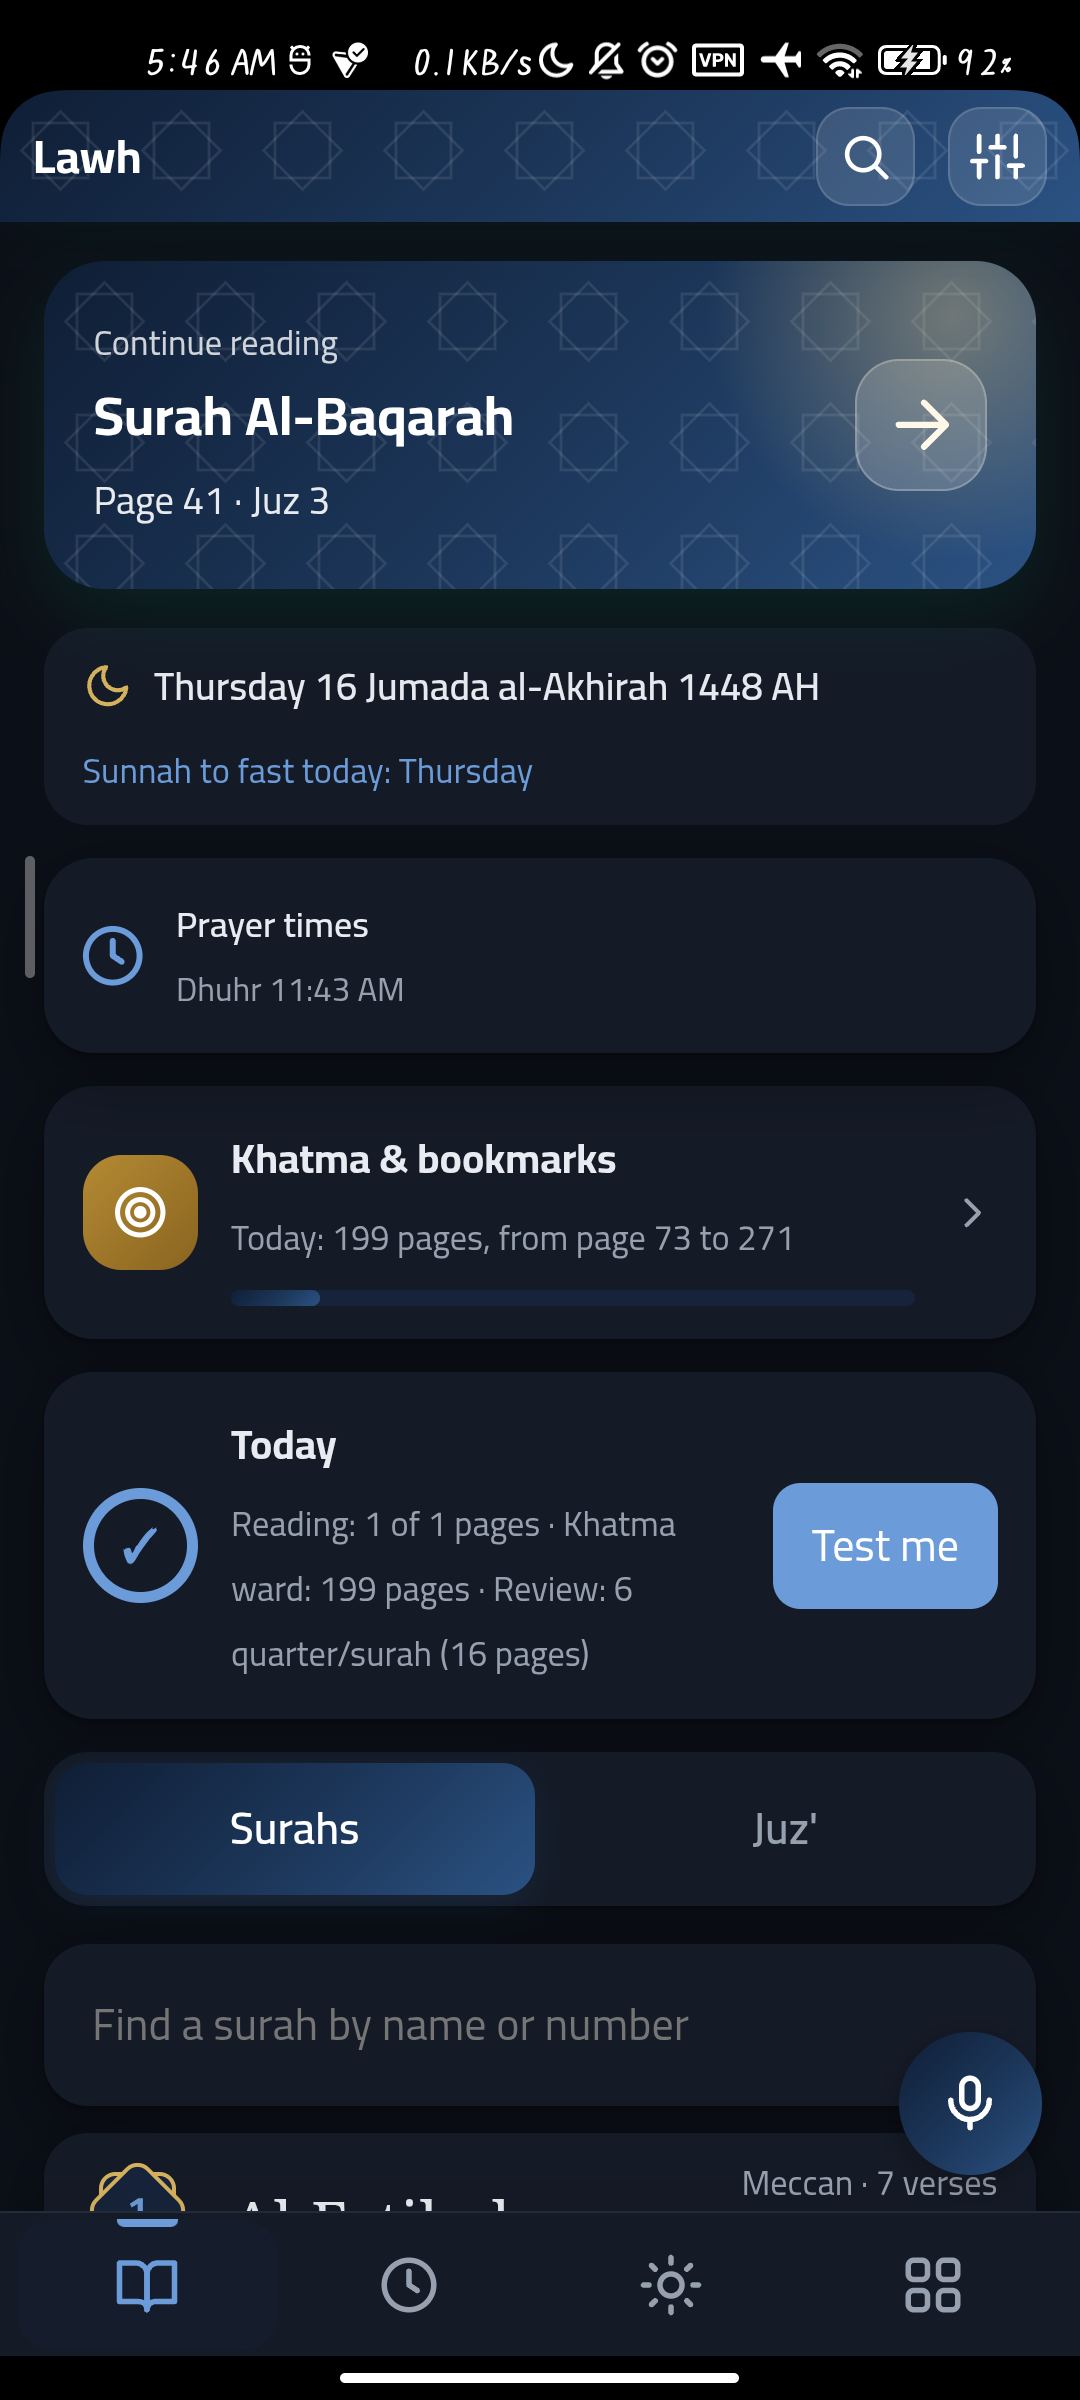 5:46 AM 0.1KB/s VPN 92%
Lawh
Continue reading
Surah Al-Baqarah
Page 41 · Juz 3
Thursday 16 Jumada al-Akhirah 1448 AH
Sunnah to fast today: Thursday
Prayer times
Dhuhr 11:43 AM
Khatma & bookmarks
Today: 199 pages, from page 73 to 271
Today
Reading: 1 of 1 pages · Khatma
ward: 199 pages · Review: 6
quarter/surah (16 pages)
Test me
Surahs
Juz'
Find a surah by name or number
Meccan · 7 verses
1